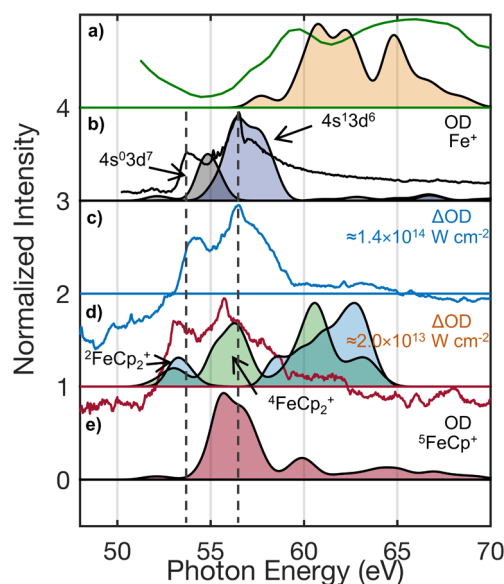 a)
4
b)
OD
Fe⁺
4s¹3d⁶
4s⁰3d⁷
3
c)
ΔOD
≈1.4×10¹⁴ W cm⁻²
2
d)
ΔOD
≈2.0×10¹³ W cm⁻²
²FeCp₂⁺
⁴FeCp₂⁺
1
e)
OD
⁵FeCp⁺
0
Normalized Intensity
50 55 60 65 70
Photon Energy (eV)